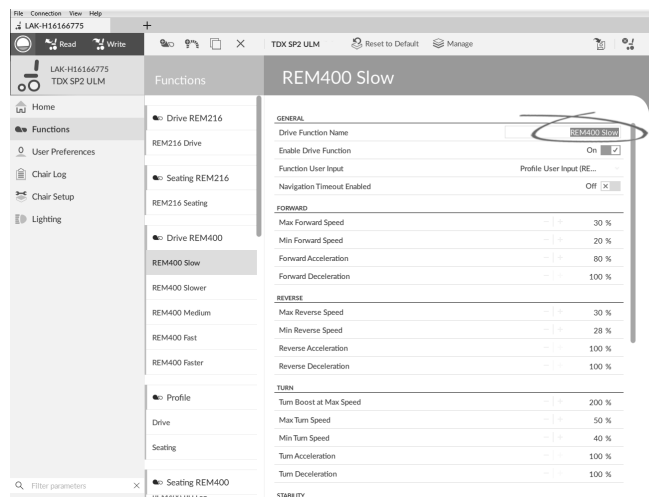 File Connection View Help
LAK-H16166775
Read Write TDX SP2 ULM Reset to Default Manage
LAK-H16166775
TDX SP2 ULM
Home
Functions
User Preferences
Chair Log
Chair Setup
Lighting
Filter parameters
Functions
Drive REM216
REM216 Drive
Seating REM216
REM216 Seating
Drive REM400
REM400 Slow
REM400 Slower
REM400 Medium
REM400 Fast
REM400 Faster
Profile
Drive
Seating
Seating REM400
REM400 Slow
GENERAL
Drive Function Name REM400 Slow
Enable Drive Function On
Function User Input Profile User Input (RE...
Navigation Timeout Enabled Off
FORWARD
Max Forward Speed - + 30 %
Min Forward Speed - + 20 %
Forward Acceleration - + 80 %
Forward Deceleration - + 100 %
REVERSE
Max Reverse Speed - + 30 %
Min Reverse Speed - + 28 %
Reverse Acceleration - + 100 %
Reverse Deceleration - + 100 %
TURN
Turn Boost at Max Speed - + 200 %
Max Turn Speed - + 50 %
Min Turn Speed - + 40 %
Turn Acceleration - + 100 %
Turn Deceleration - + 100 %
STABILITY